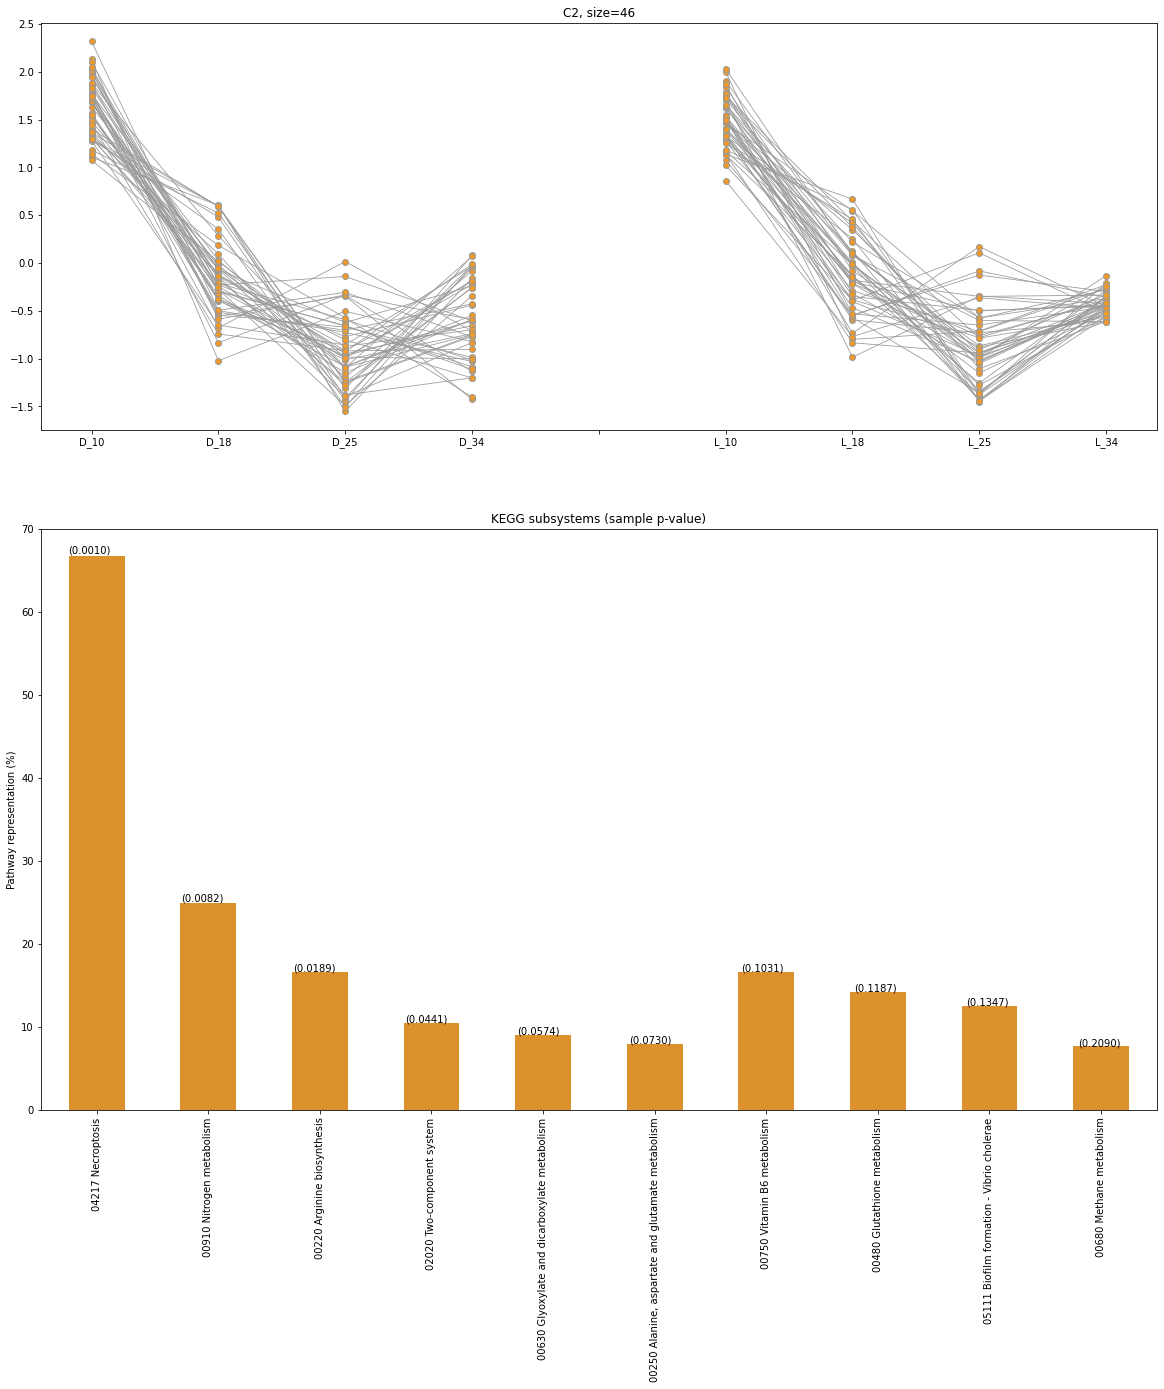 C2, size=46
2.5
2.0
1.5
1.0
0.5
0.0
−0.5
−1.0
−1.5
D_10 D_18 D_25 D_34 L_10 L_18 L_25 L_34
KEGG subsystems (sample p-value)
Pathway representation (%)
70
60
50
40
30
20
10
0
(0.0010)
(0.0082)
(0.0189)
(0.0441)
(0.0574)
(0.0730)
(0.1031)
(0.1187)
(0.1347)
(0.2090)
04217 Necroptosis
00910 Nitrogen metabolism
00220 Arginine biosynthesis
02020 Two-component system
00630 Glyoxylate and dicarboxylate metabolism
00250 Alanine, aspartate and glutamate metabolism
00750 Vitamin B6 metabolism
00480 Glutathione metabolism
05111 Biofilm formation - Vibrio cholerae
00680 Methane metabolism